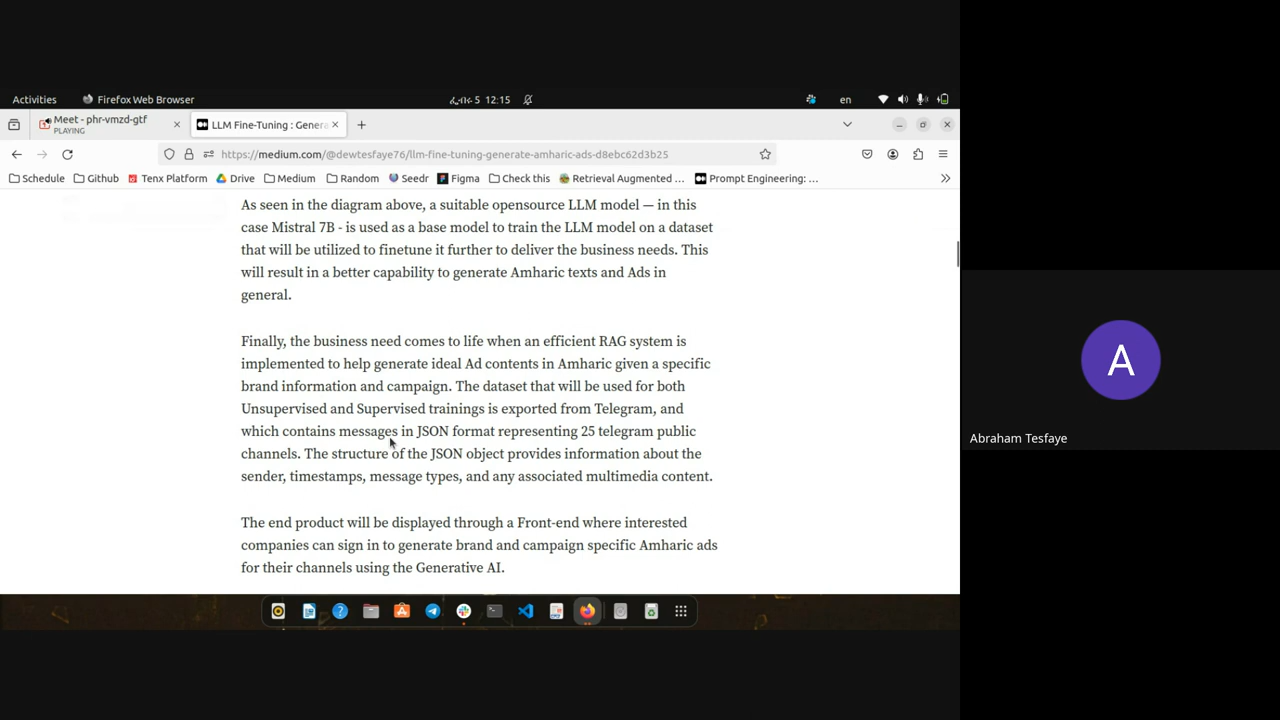 Activities
Firefox Web Browser
12:15
en
Meet - phr-vmzd-gtf
PLAYING
LLM Fine-Tuning : Genera
https://medium.com/@dewtesfaye76/llm-fine-tuning-generate-amharic-ads-d8ebc62d3b25
Schedule
Github
Tenx Platform
Drive
Medium
Random
Seedr
Figma
Check this
Retrieval Augmented ...
Prompt Engineering: ...
As seen in the diagram above, a suitable opensource LLM model — in this
case Mistral 7B - is used as a base model to train the LLM model on a dataset
that will be utilized to finetune it further to deliver the business needs. This
will result in a better capability to generate Amharic texts and Ads in
general.
Finally, the business need comes to life when an efficient RAG system is
implemented to help generate ideal Ad contents in Amharic given a specific
brand information and campaign. The dataset that will be used for both
Unsupervised and Supervised trainings is exported from Telegram, and
which contains messages in JSON format representing 25 telegram public
channels. The structure of the JSON object provides information about the
sender, timestamps, message types, and any associated multimedia content.
The end product will be displayed through a Front-end where interested
companies can sign in to generate brand and campaign specific Amharic ads
for their channels using the Generative AI.
A
Abraham Tesfaye